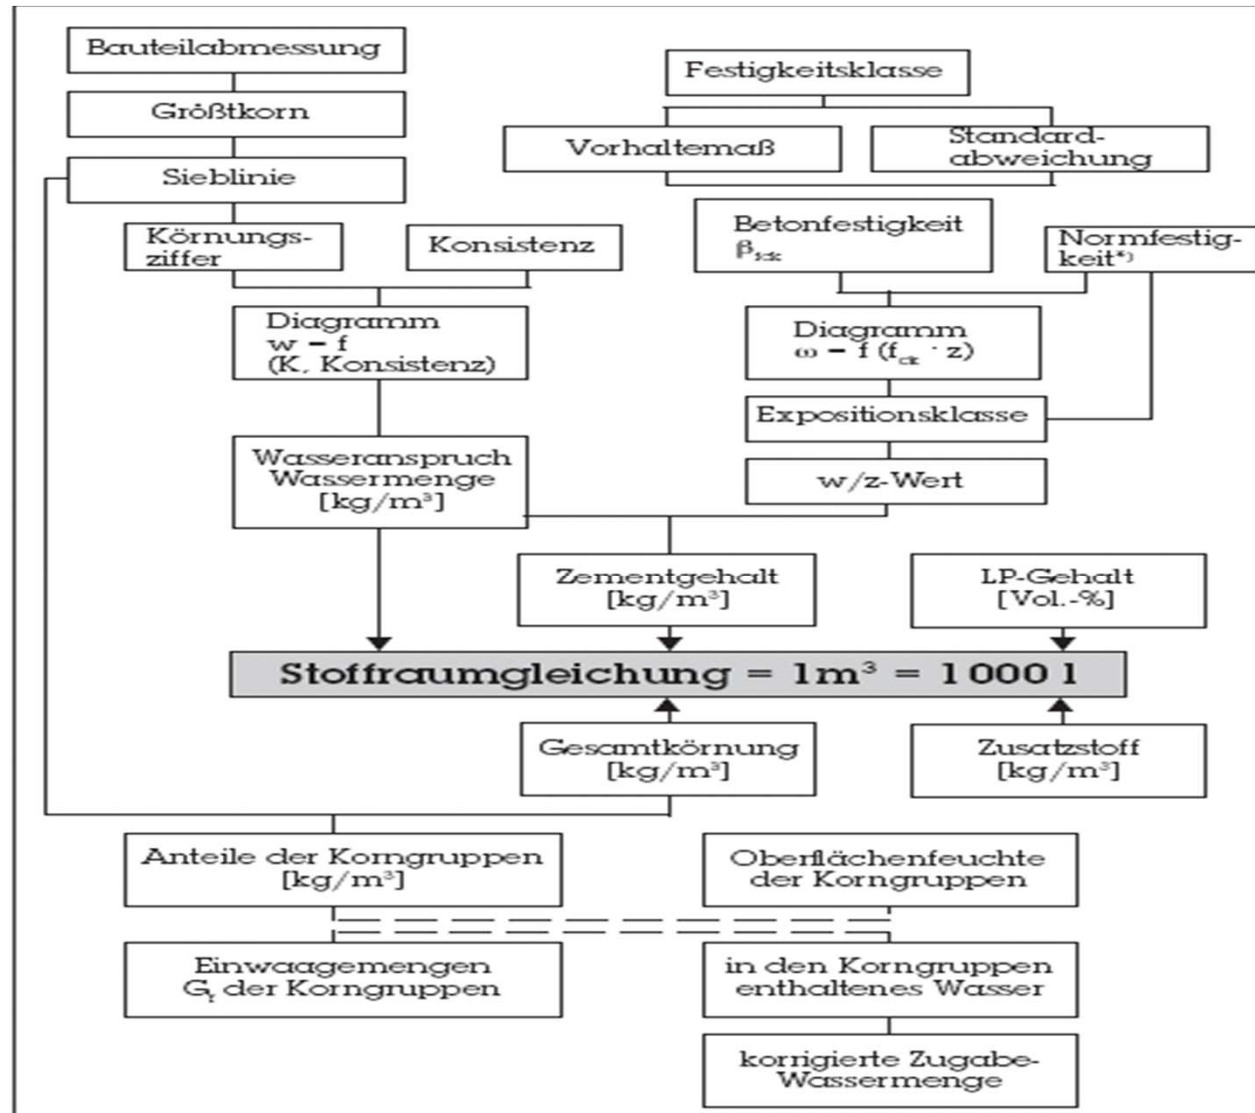 Bauteilabmessung
Größtkorn
Sieblinie
Körnungs-
ziffer
Konsistenz
Festigkeitsklasse
Vorhaltemaß
Standard-
abweichung
Betonfestigkeit
β
Normfestig-
keit*)
Diagramm
w = f
(K, Konsistenz)
Diagramm
ω = f (f · z)
Expositionsklasse
w/z-Wert
Wasseranspruch
Wassermenge
[kg/m³]
Zementgehalt
[kg/m³]
LP-Gehalt
[Vol.-%]
Stoffraumgleichung = 1m³ = 1000 l
Gesamtkörnung
[kg/m³]
Zusatzstoff
[kg/m³]
Anteile der Korngruppen
[kg/m³]
Oberflächenfeuchte
der Korngruppen
Einwaagemengen
G der Korngruppen
in den Korngruppen
enthaltenes Wasser
korrigierte Zugabe-
Wassermenge